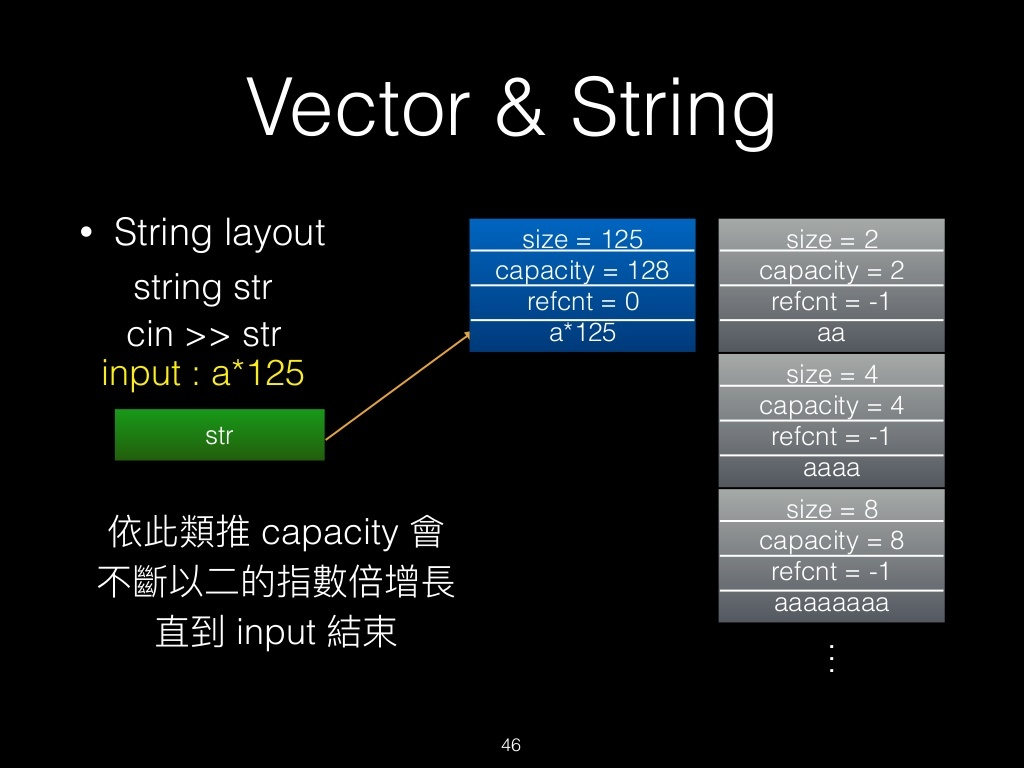 Vector & String
• String layout
string str
cin >> str
input : a*125
str
依此類推 capacity 會
不斷以二的指數倍增長
直到 input 結束
size = 125
capacity = 128
refcnt = 0
a*125
size = 2
capacity = 2
refcnt = -1
aa
size = 4
capacity = 4
refcnt = -1
aaaa
size = 8
capacity = 8
refcnt = -1
aaaaaaaa
⋮
46